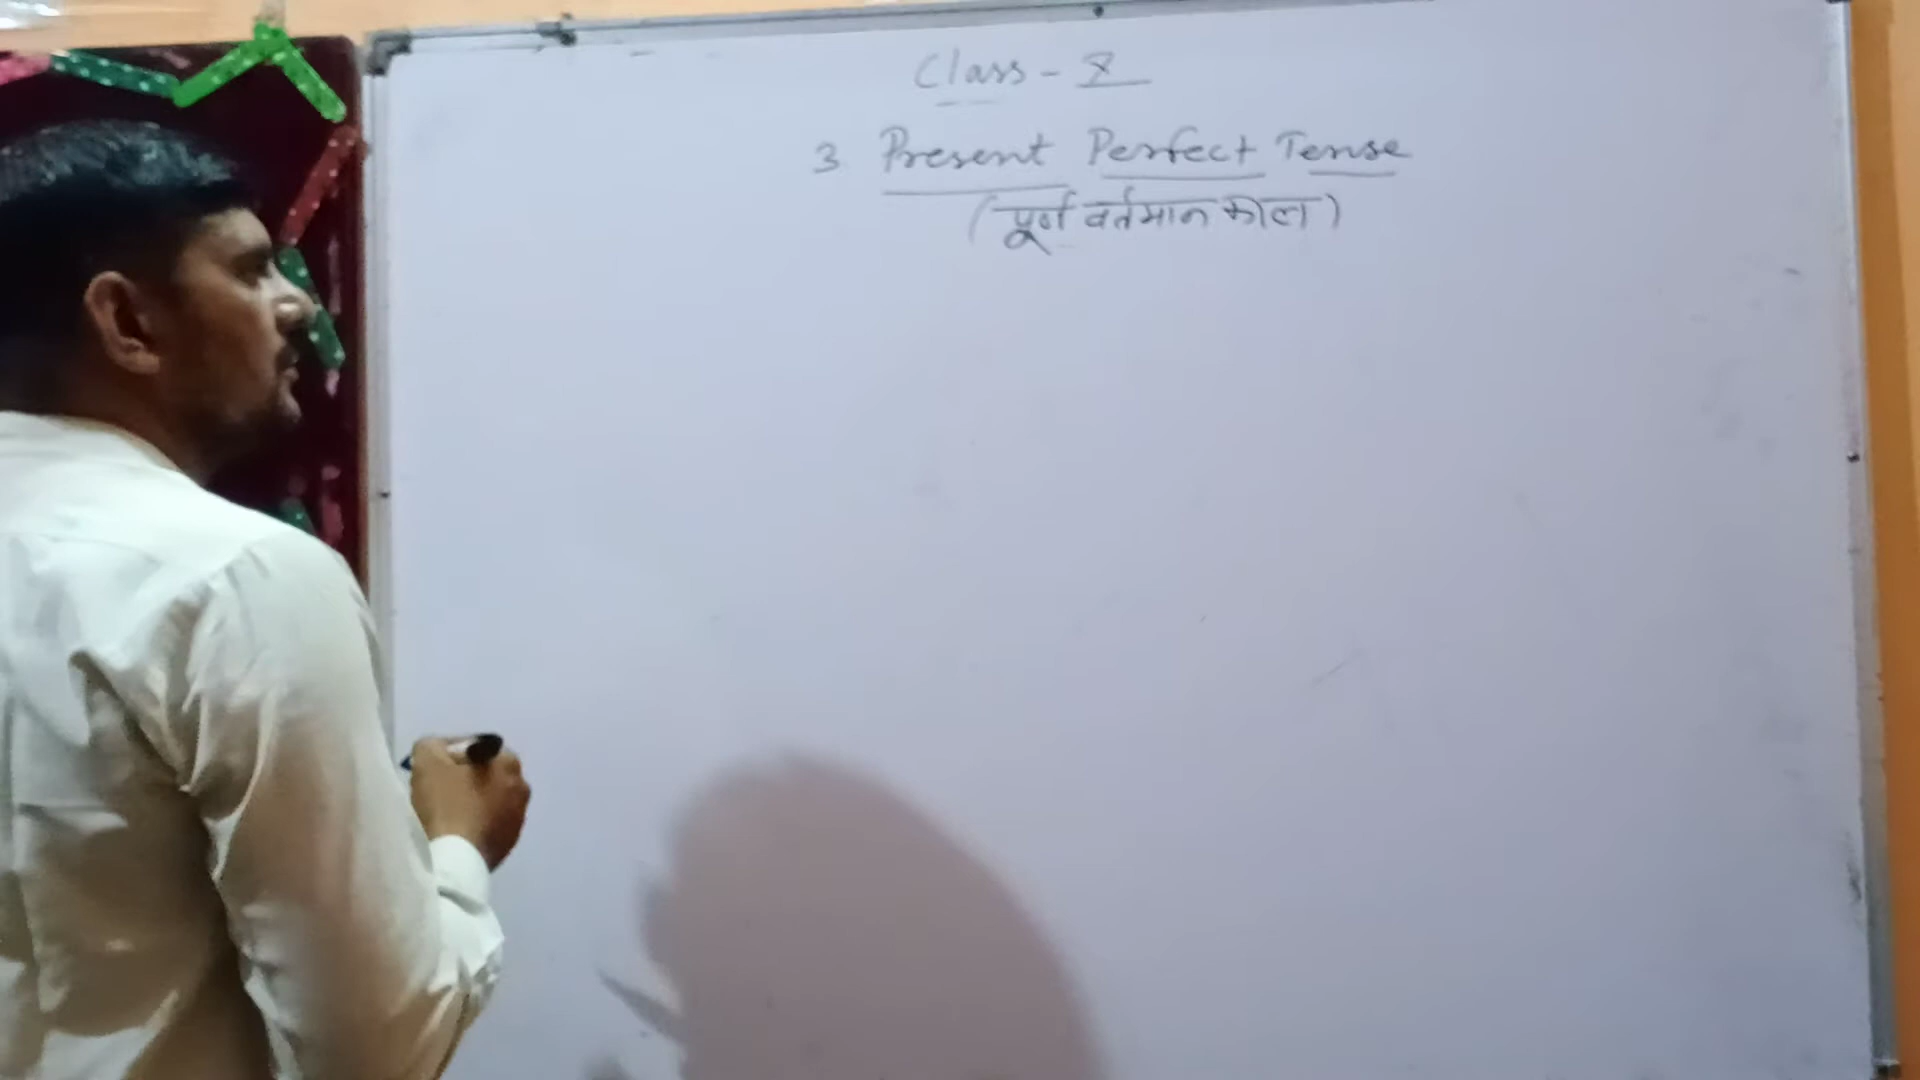 Class - X
3 Present Perfect Tense
(पूर्ण वर्तमान काल)